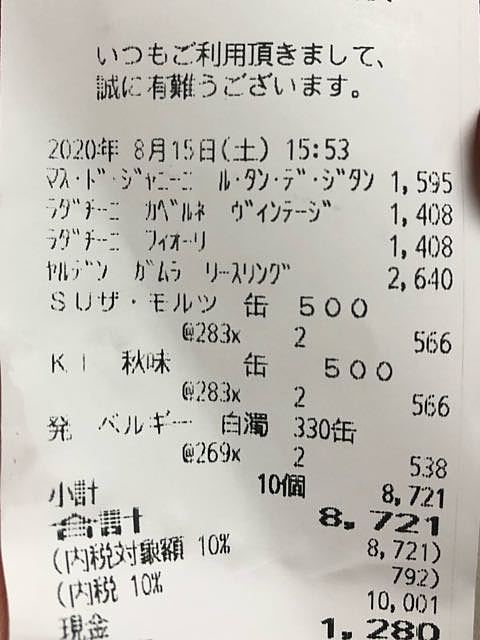 いつもご利用頂きまして、
誠に有難うございます。
2020年 8月15日(土) 15:53
ﾏｽ･ﾄﾞ･ｼﾞｬﾆｰﾆ ﾙ･ﾀﾝ･ﾃﾞ･ｼﾞﾀﾝ 1,595
ﾗﾀﾞﾁｰﾆ ｶﾍﾞﾙﾈ ｳﾞｨﾝﾃｰｼﾞ 1,408
ﾗﾀﾞﾁｰﾆ ﾌｨｵｰﾘ 1,408
ﾔﾙﾃﾞﾝ ｶﾞﾑﾗ ﾘｰｽﾘﾝｸﾞ 2,640
ＳＵザ・モルツ 缶 ５００
@283x 2 566
ＫＩ 秋味 缶 ５００
@283x 2 566
発 ベルギー 白濁 330缶
@269x 2 538
小計 10個 8,721
合計 8,721
(内税対象額 10% 8,721)
(内税 10% 792)
10,001
現金 1,280